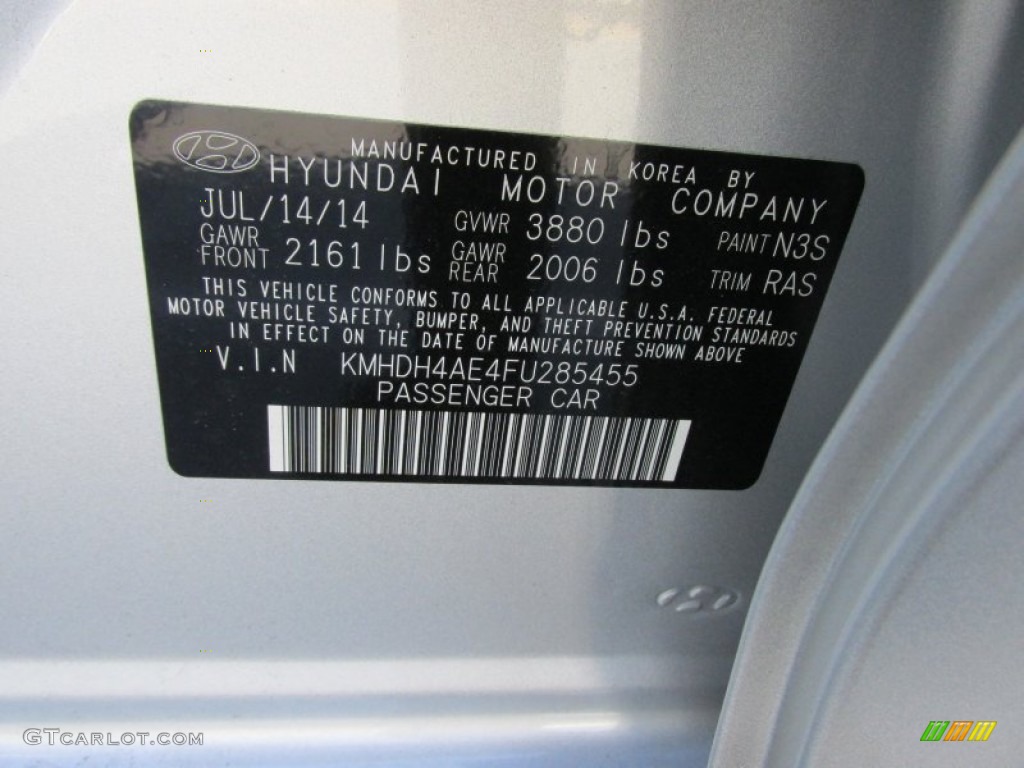 MANUFACTURED IN KOREA BY
HYUNDAI MOTOR COMPANY
JUL/14/14 GVWR 3880 lbs PAINT N3S
GAWR FRONT 2161 lbs GAWR REAR 2006 lbs TRIM RAS
THIS VEHICLE CONFORMS TO ALL APPLICABLE U.S.A. FEDERAL
MOTOR VEHICLE SAFETY, BUMPER, AND THEFT PREVENTION STANDARDS
IN EFFECT ON THE DATE OF MANUFACTURE SHOWN ABOVE
V.I.N KMHDH4AE4FU285455
PASSENGER CAR
GTCARLOT.COM